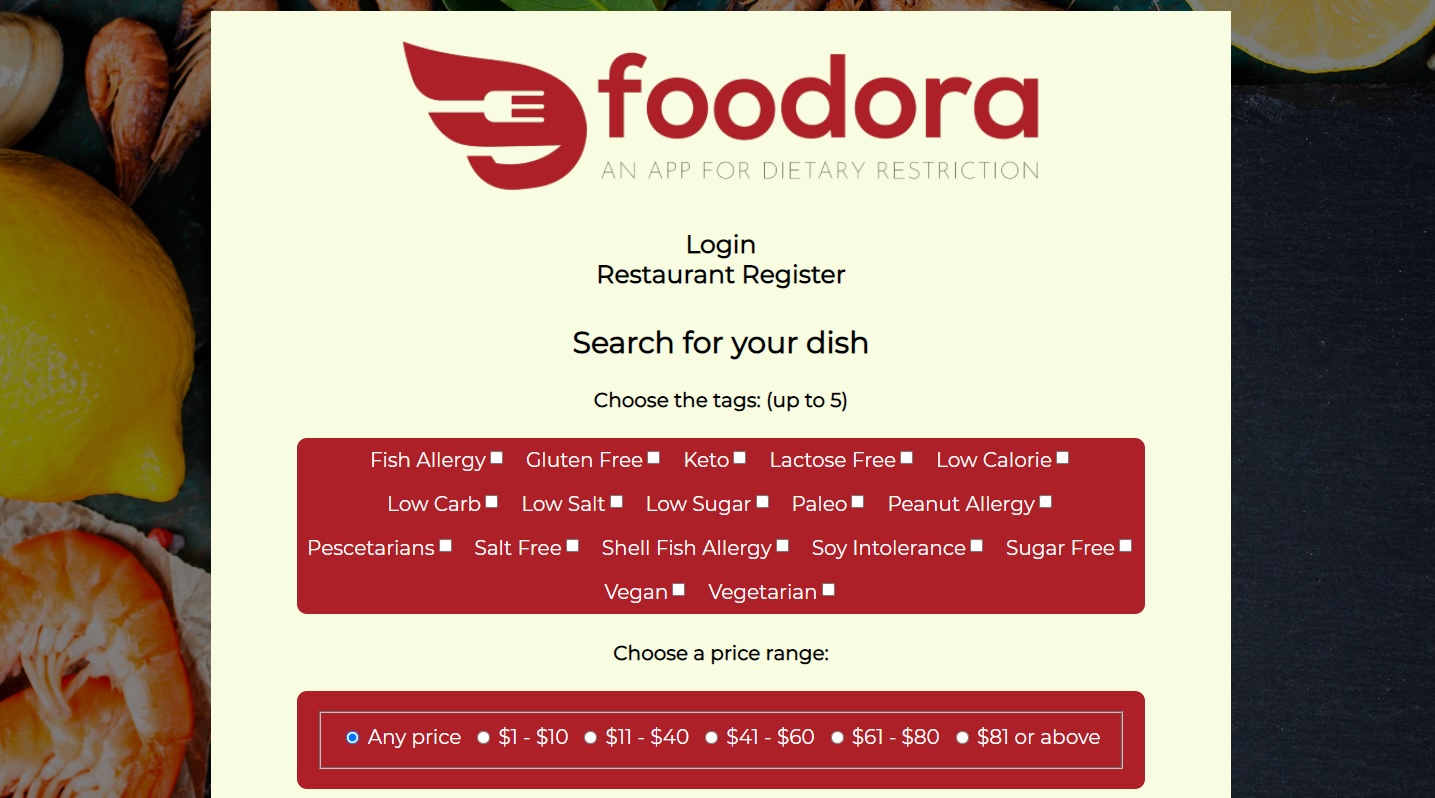 foodora
AN APP FOR DIETARY RESTRICTION
Login
Restaurant Register
Search for your dish
Choose the tags: (up to 5)
Fish Allergy Gluten Free Keto Lactose Free Low Calorie
Low Carb Low Salt Low Sugar Paleo Peanut Allergy
Pescetarians Salt Free Shell Fish Allergy Soy Intolerance Sugar Free
Vegan Vegetarian
Choose a price range:
Any price $1 - $10 $11 - $40 $41 - $60 $61 - $80 $81 or above